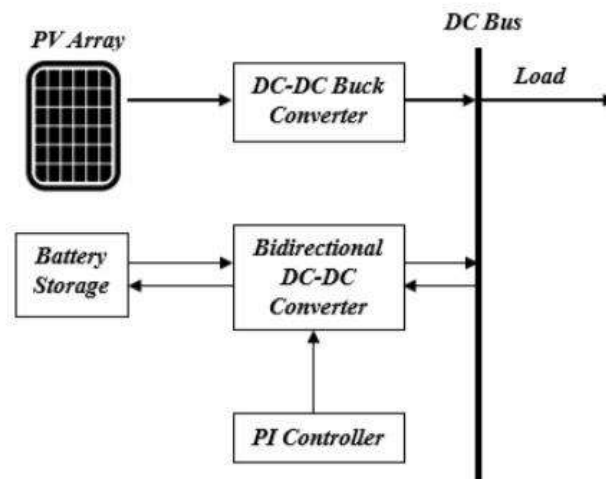 PV Array
DC Bus
DC-DC Buck
Converter
Load
Battery
Storage
Bidirectional
DC-DC
Converter
PI Controller